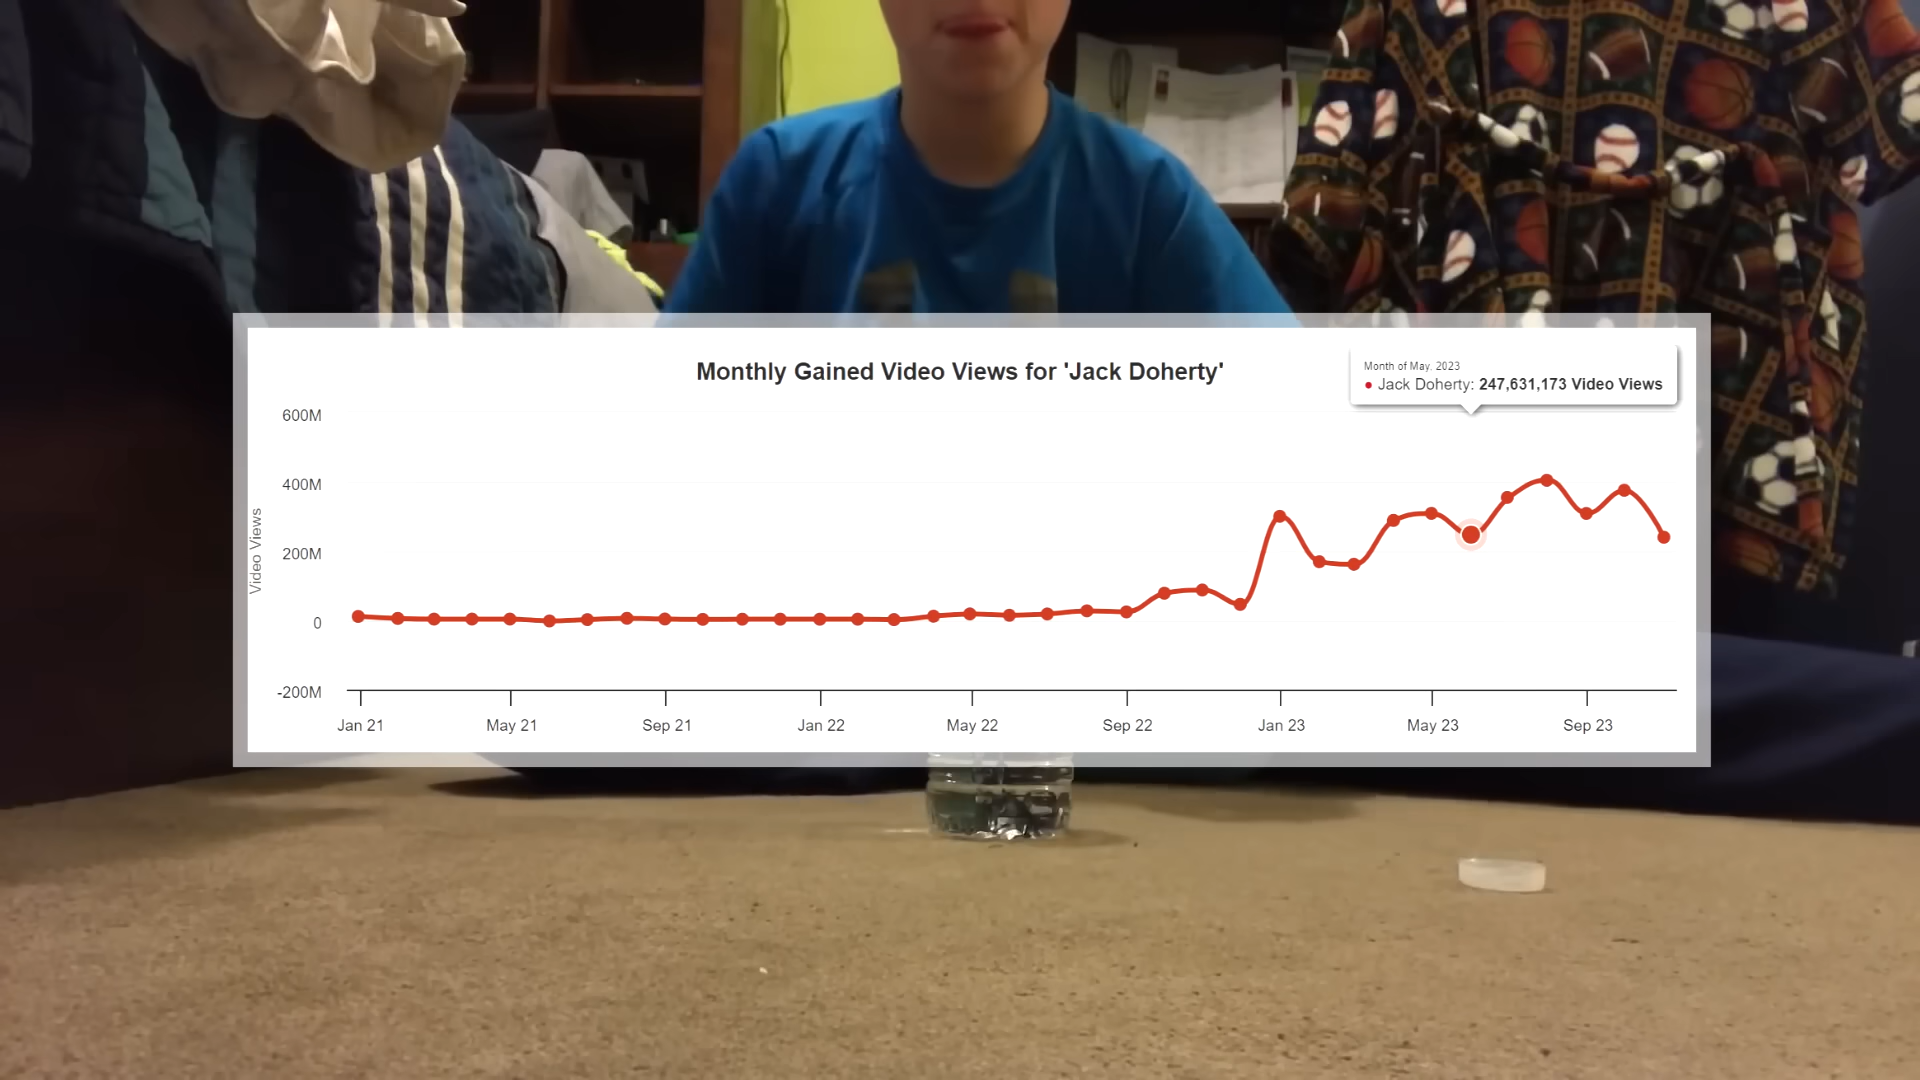 Monthly Gained Video Views for 'Jack Doherty'
Month of May. 2023
Jack Doherty: 247,631,173 Video Views
600M
400M
200M
0
-200M
Video Views
Jan 21 May 21 Sep 21 Jan 22 May 22 Sep 22 Jan 23 May 23 Sep 23